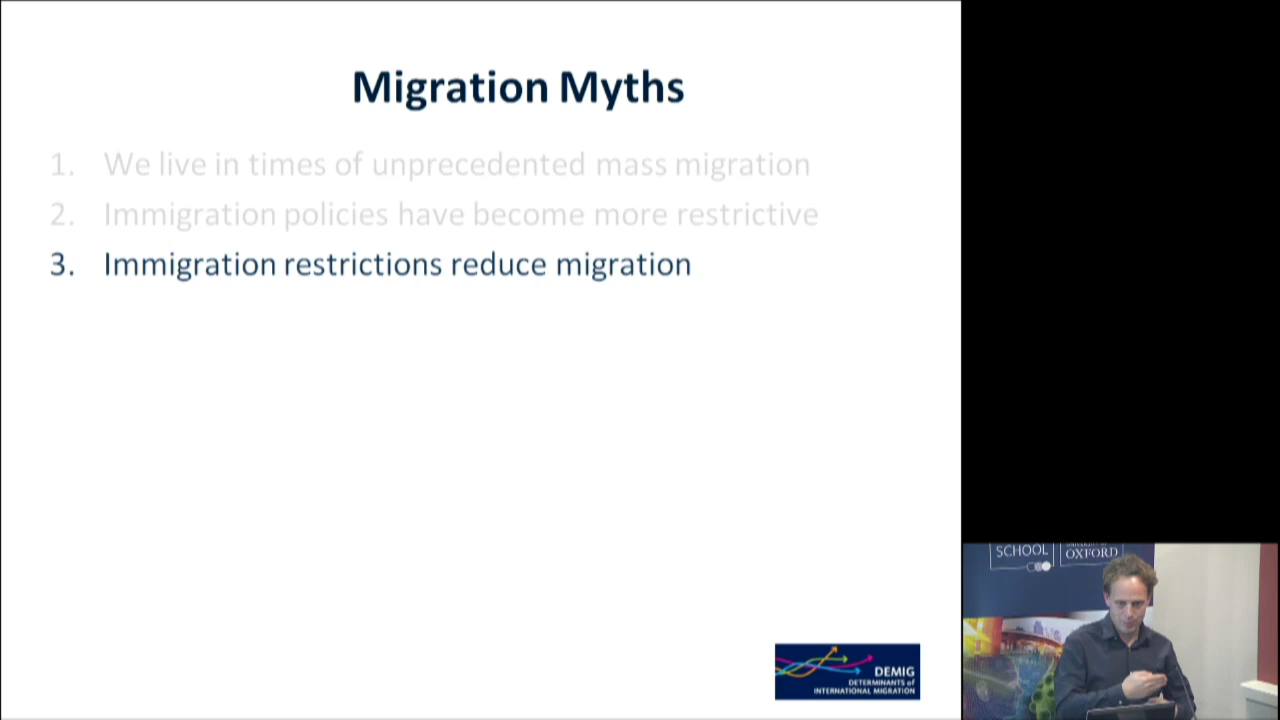 Migration Myths
1. We live in times of unprecedented mass migration
2. Immigration policies have become more restrictive
3. Immigration restrictions reduce migration
DEMIG
DETERMINANTS of
INTERNATIONAL MIGRATION
SCHOOL
OXFORD